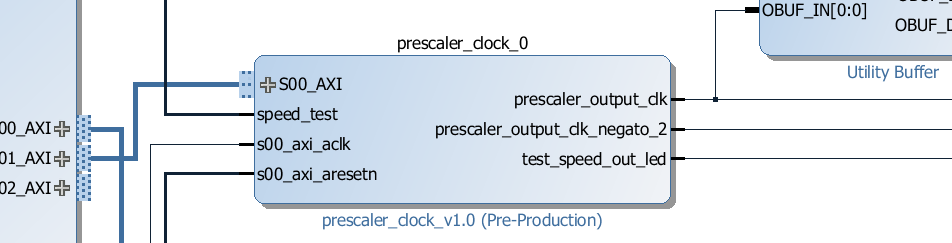 OBUF_IN[0:0]
Utility Buffer
prescaler_clock_0
S00_AXI
speed_test
s00_axi_aclk
s00_axi_aresetn
prescaler_output_clk
prescaler_output_clk_negato_2
test_speed_out_led
prescaler_clock_v1.0 (Pre-Production)
00_AXI
01_AXI
02_AXI